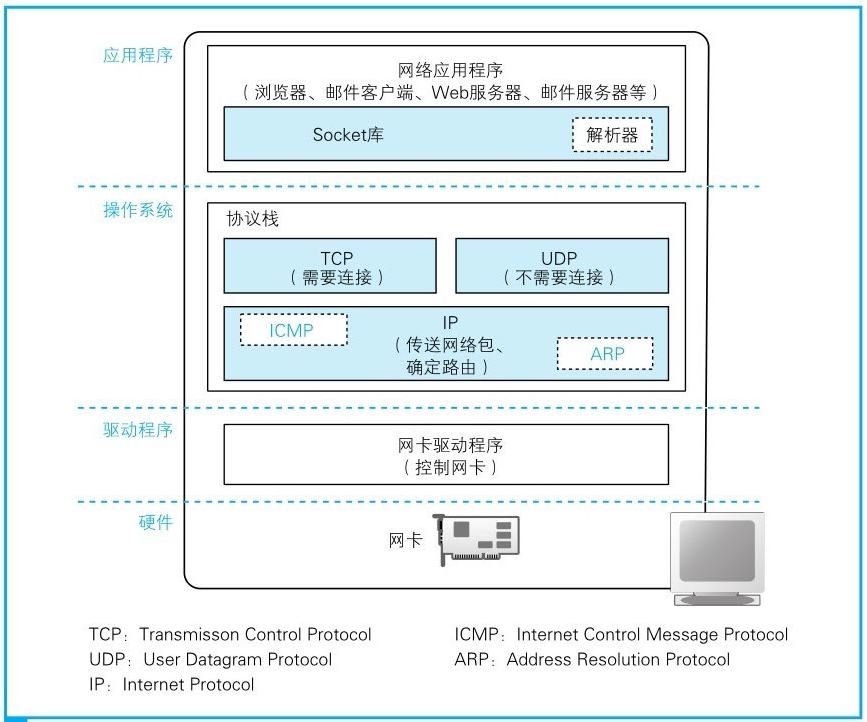 应用程序
网络应用程序
（浏览器、邮件客户端、Web服务器、邮件服务器等）
Socket库
解析器
操作系统
协议栈
TCP
（需要连接）
UDP
（不需要连接）
ICMP
IP
（传送网络包、
确定路由）
ARP
驱动程序
网卡驱动程序
（控制网卡）
硬件
网卡
TCP：Transmisson Control Protocol
UDP：User Datagram Protocol
IP：Internet Protocol
ICMP：Internet Control Message Protocol
ARP：Address Resolution Protocol